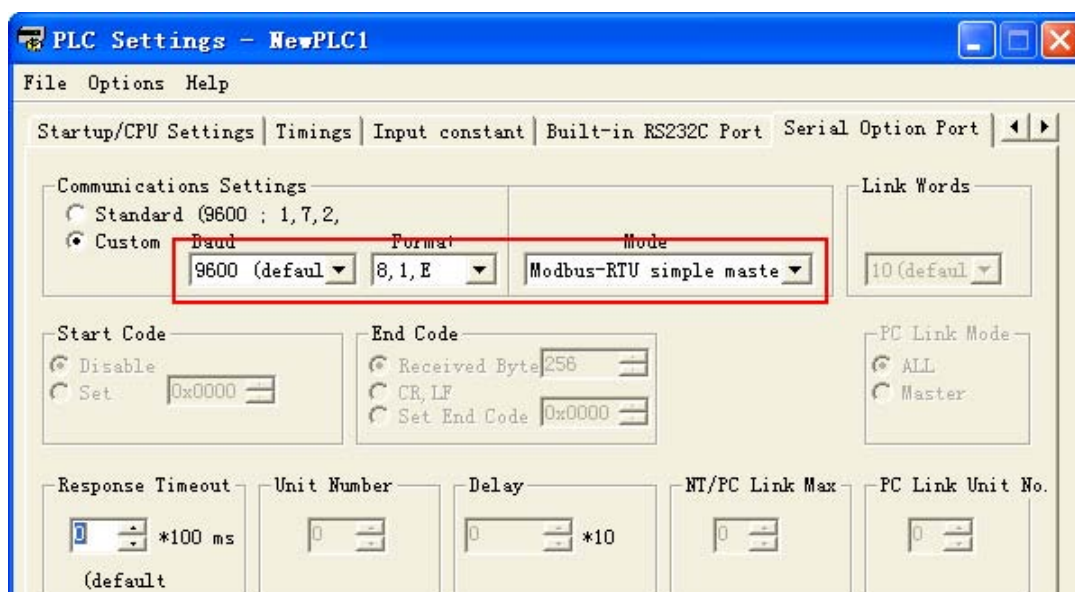 PLC Settings - NewPLC1
File Options Help
Startup/CPU Settings Timings Input constant Built-in RS232C Port Serial Option Port
Communications Settings
Link Words
Standard (9600 ; 1,7,2,
Custom Baud Format Mode
9600 (defaul 8,1,E Modbus-RTU simple maste 10 (defaul
Start Code End Code PC Link Mode
Disable Received Byte 256 ALL
Set 0x0000 CR,LF Master
Set End Code 0x0000
Response Timeout Unit Number Delay NT/PC Link Max PC Link Unit No.
0 *100 ms 0 0 *10 0 0
(default